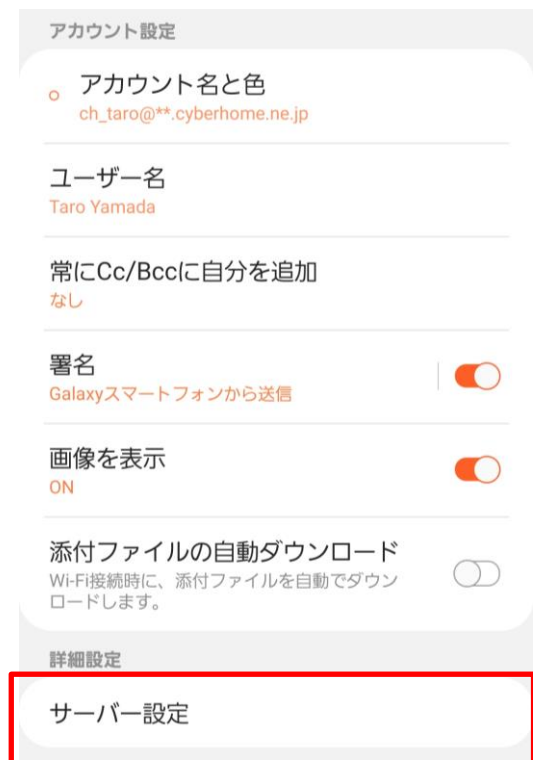 アカウント設定
アカウント名と色
ch_taro@**.cyberhome.ne.jp
ユーザー名
Taro Yamada
常にCc/Bccに自分を追加
なし
署名
Galaxyスマートフォンから送信
画像を表示
ON
添付ファイルの自動ダウンロード
Wi-Fi接続時に、添付ファイルを自動でダウン
ロードします。
詳細設定
サーバー設定